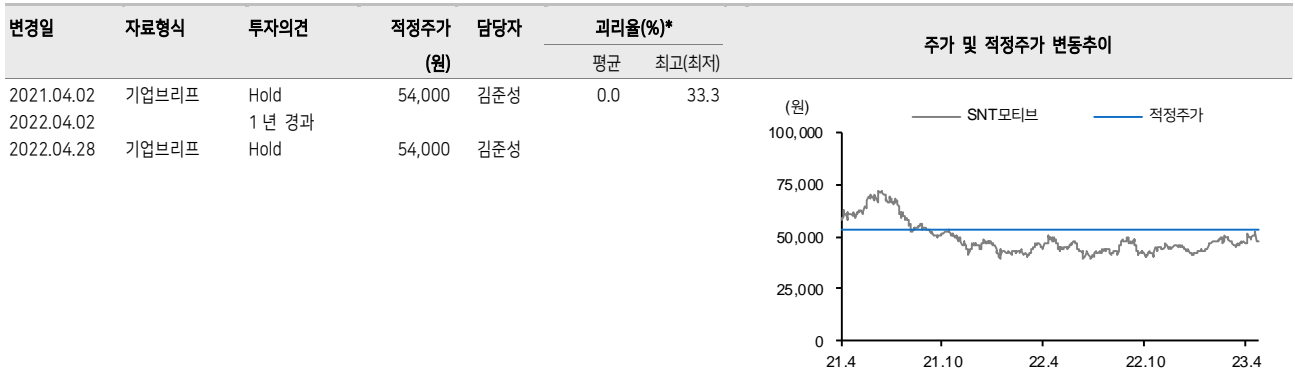 변경일 자료형식 투자의견 적정주가 담당자 괴리율(%)* 주가 및 적정주가 변동추이
(원) 평균 최고(최저)
2021.04.02 기업브리프 Hold 54,000 김준성 0.0 33.3
2022.04.02 1년 경과
2022.04.28 기업브리프 Hold 54,000 김준성
(원) SNT모티브 적정주가
100,000
75,000
50,000
25,000
0
21.4 21.10 22.4 22.10 23.4